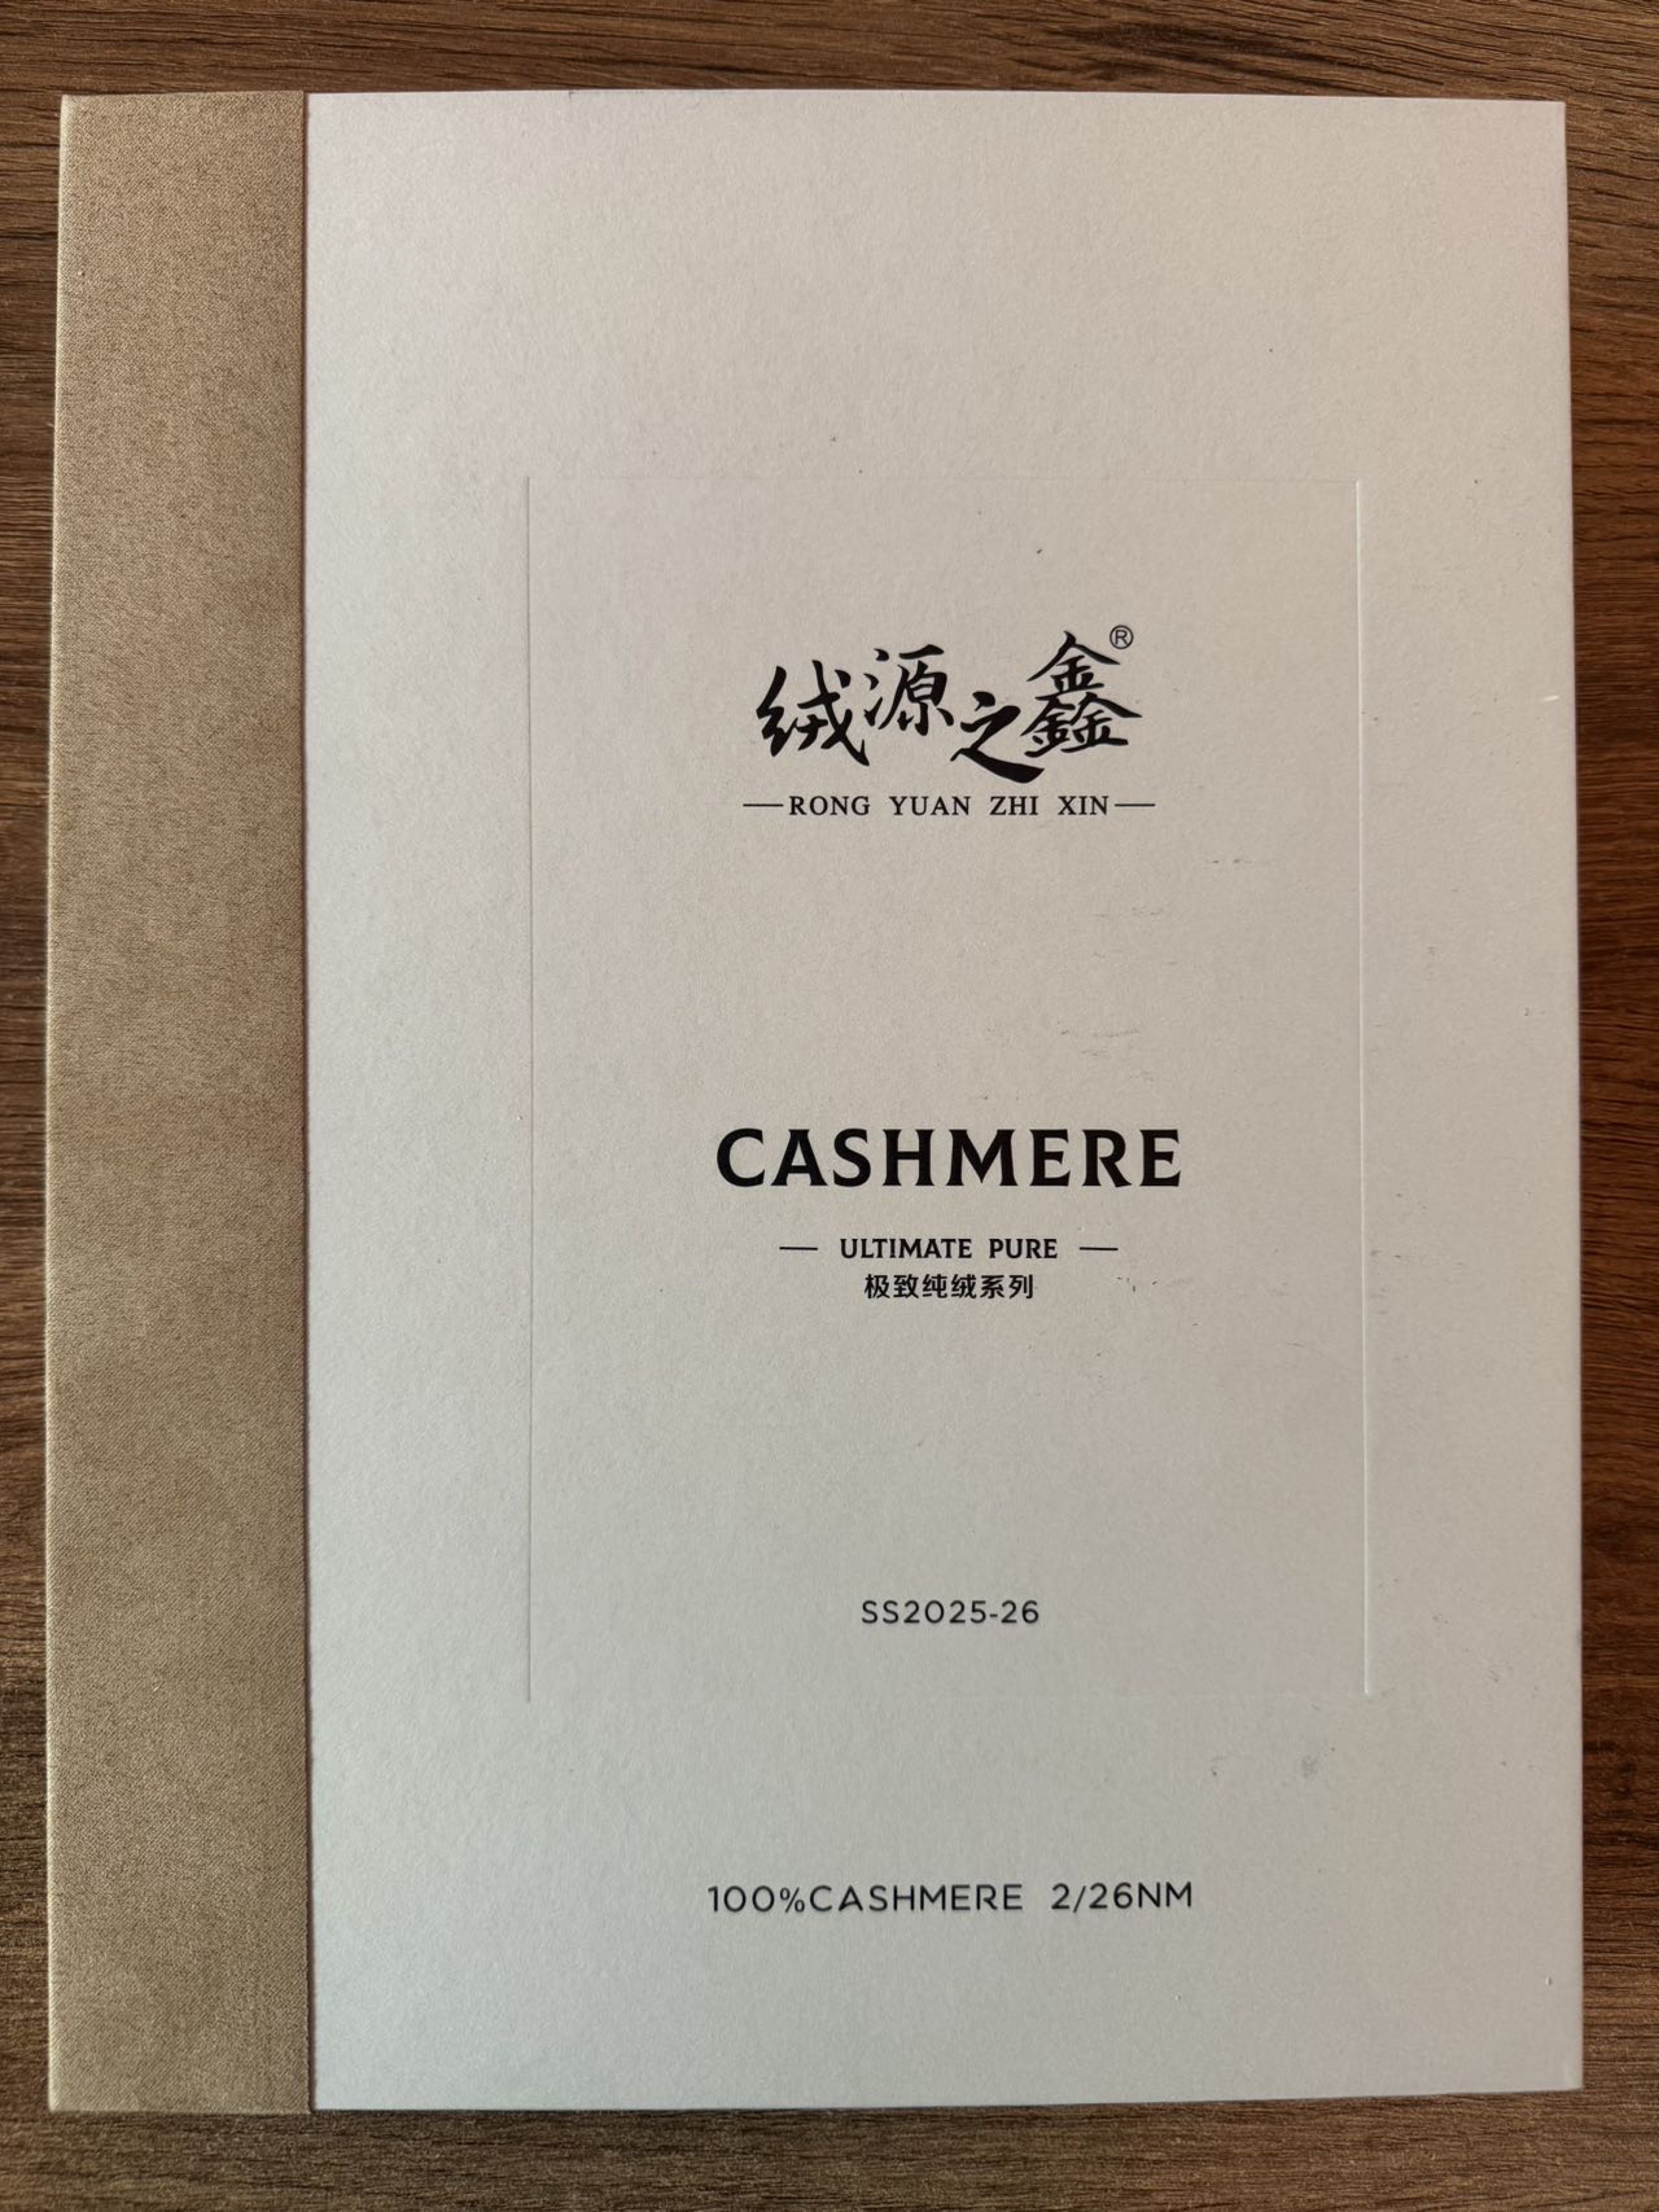 绒源之鑫®
RONG YUAN ZHI XIN
CASHMERE
ULTIMATE PURE
极致纯绒系列
SS2025-26
100%CASHMERE 2/26NM